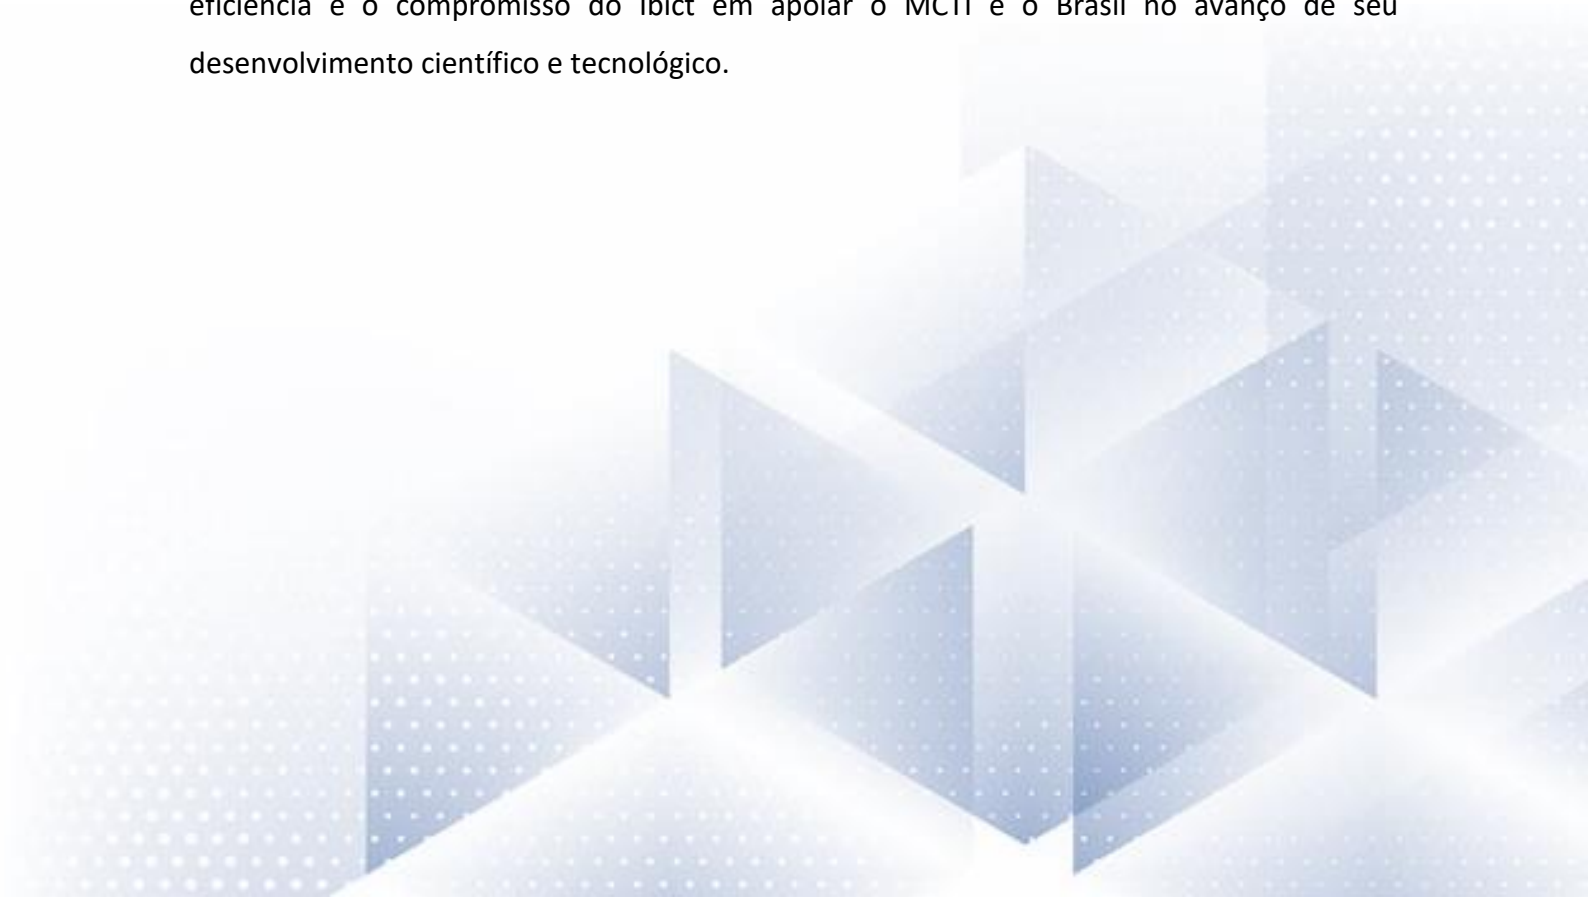 eficiência e o compromisso do Ibict em apoiar o MCTI e o Brasil no avanço de seu
desenvolvimento científico e tecnológico.